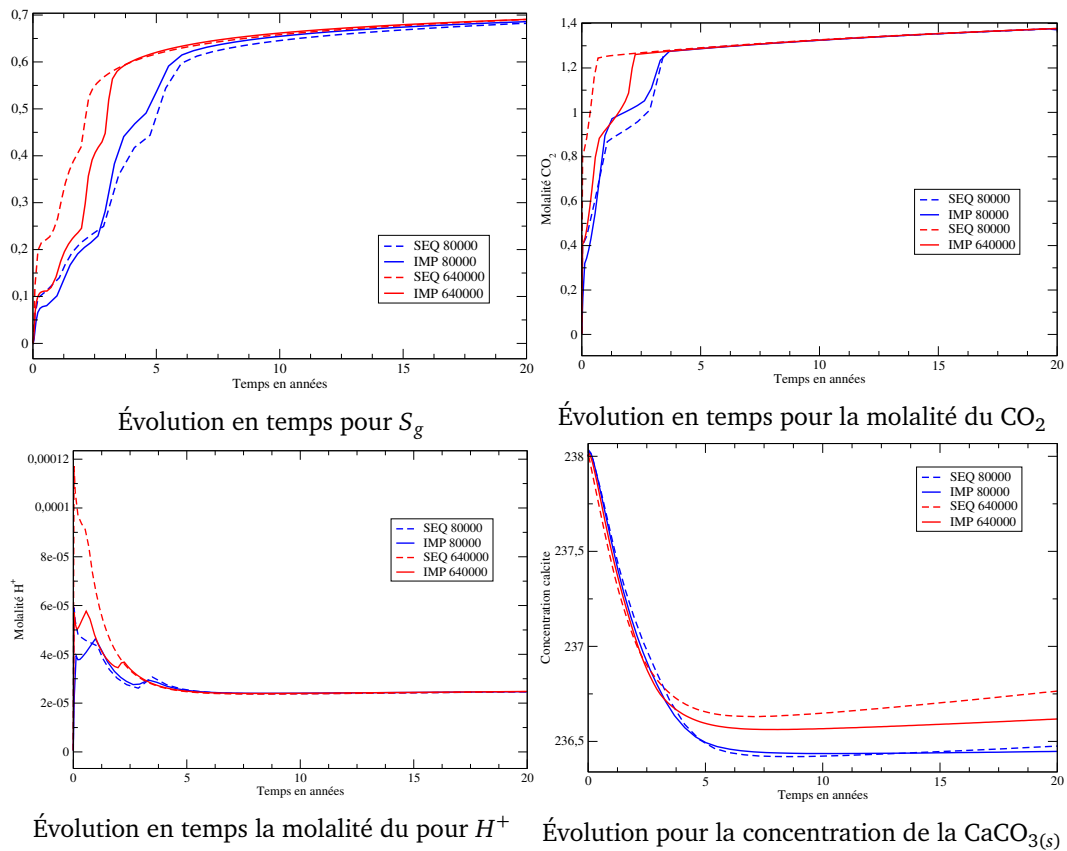 0,7
0,6
0,5
0,4
0,3
0,2
0,1
0
0 5 10 15 20
Temps en années
SEQ 80000
IMP 80000
SEQ 640000
IMP 640000
Évolution en temps pour S_g
1,4
1,2
1
0,8
0,6
0,4
0,2
0
Molalité CO₂
0 5 10 15 20
Temps en années
SEQ 80000
IMP 80000
SEQ 80000
IMP 640000
Évolution en temps pour la molalité du CO₂
0,00012
0,0001
8e-05
6e-05
4e-05
2e-05
0
Molalité H⁺
0 5 10 15 20
Temps en années
SEQ 80000
IMP 80000
SEQ 640000
IMP 640000
Évolution en temps la molalité du pour H⁺
238
237,5
237
236,5
Concentration calcite
0 5 10 15 20
Temps en années
SEQ 80000
IMP 80000
SEQ 640000
IMP 640000
Évolution pour la concentration de la CaCO₃₍ₛ₎